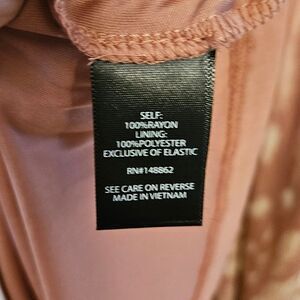 SELF:
100%RAYON
LINING:
100%POLYESTER
EXCLUSIVE OF ELASTIC
RN#148862
SEE CARE ON REVERSE
MADE IN VIETNAM